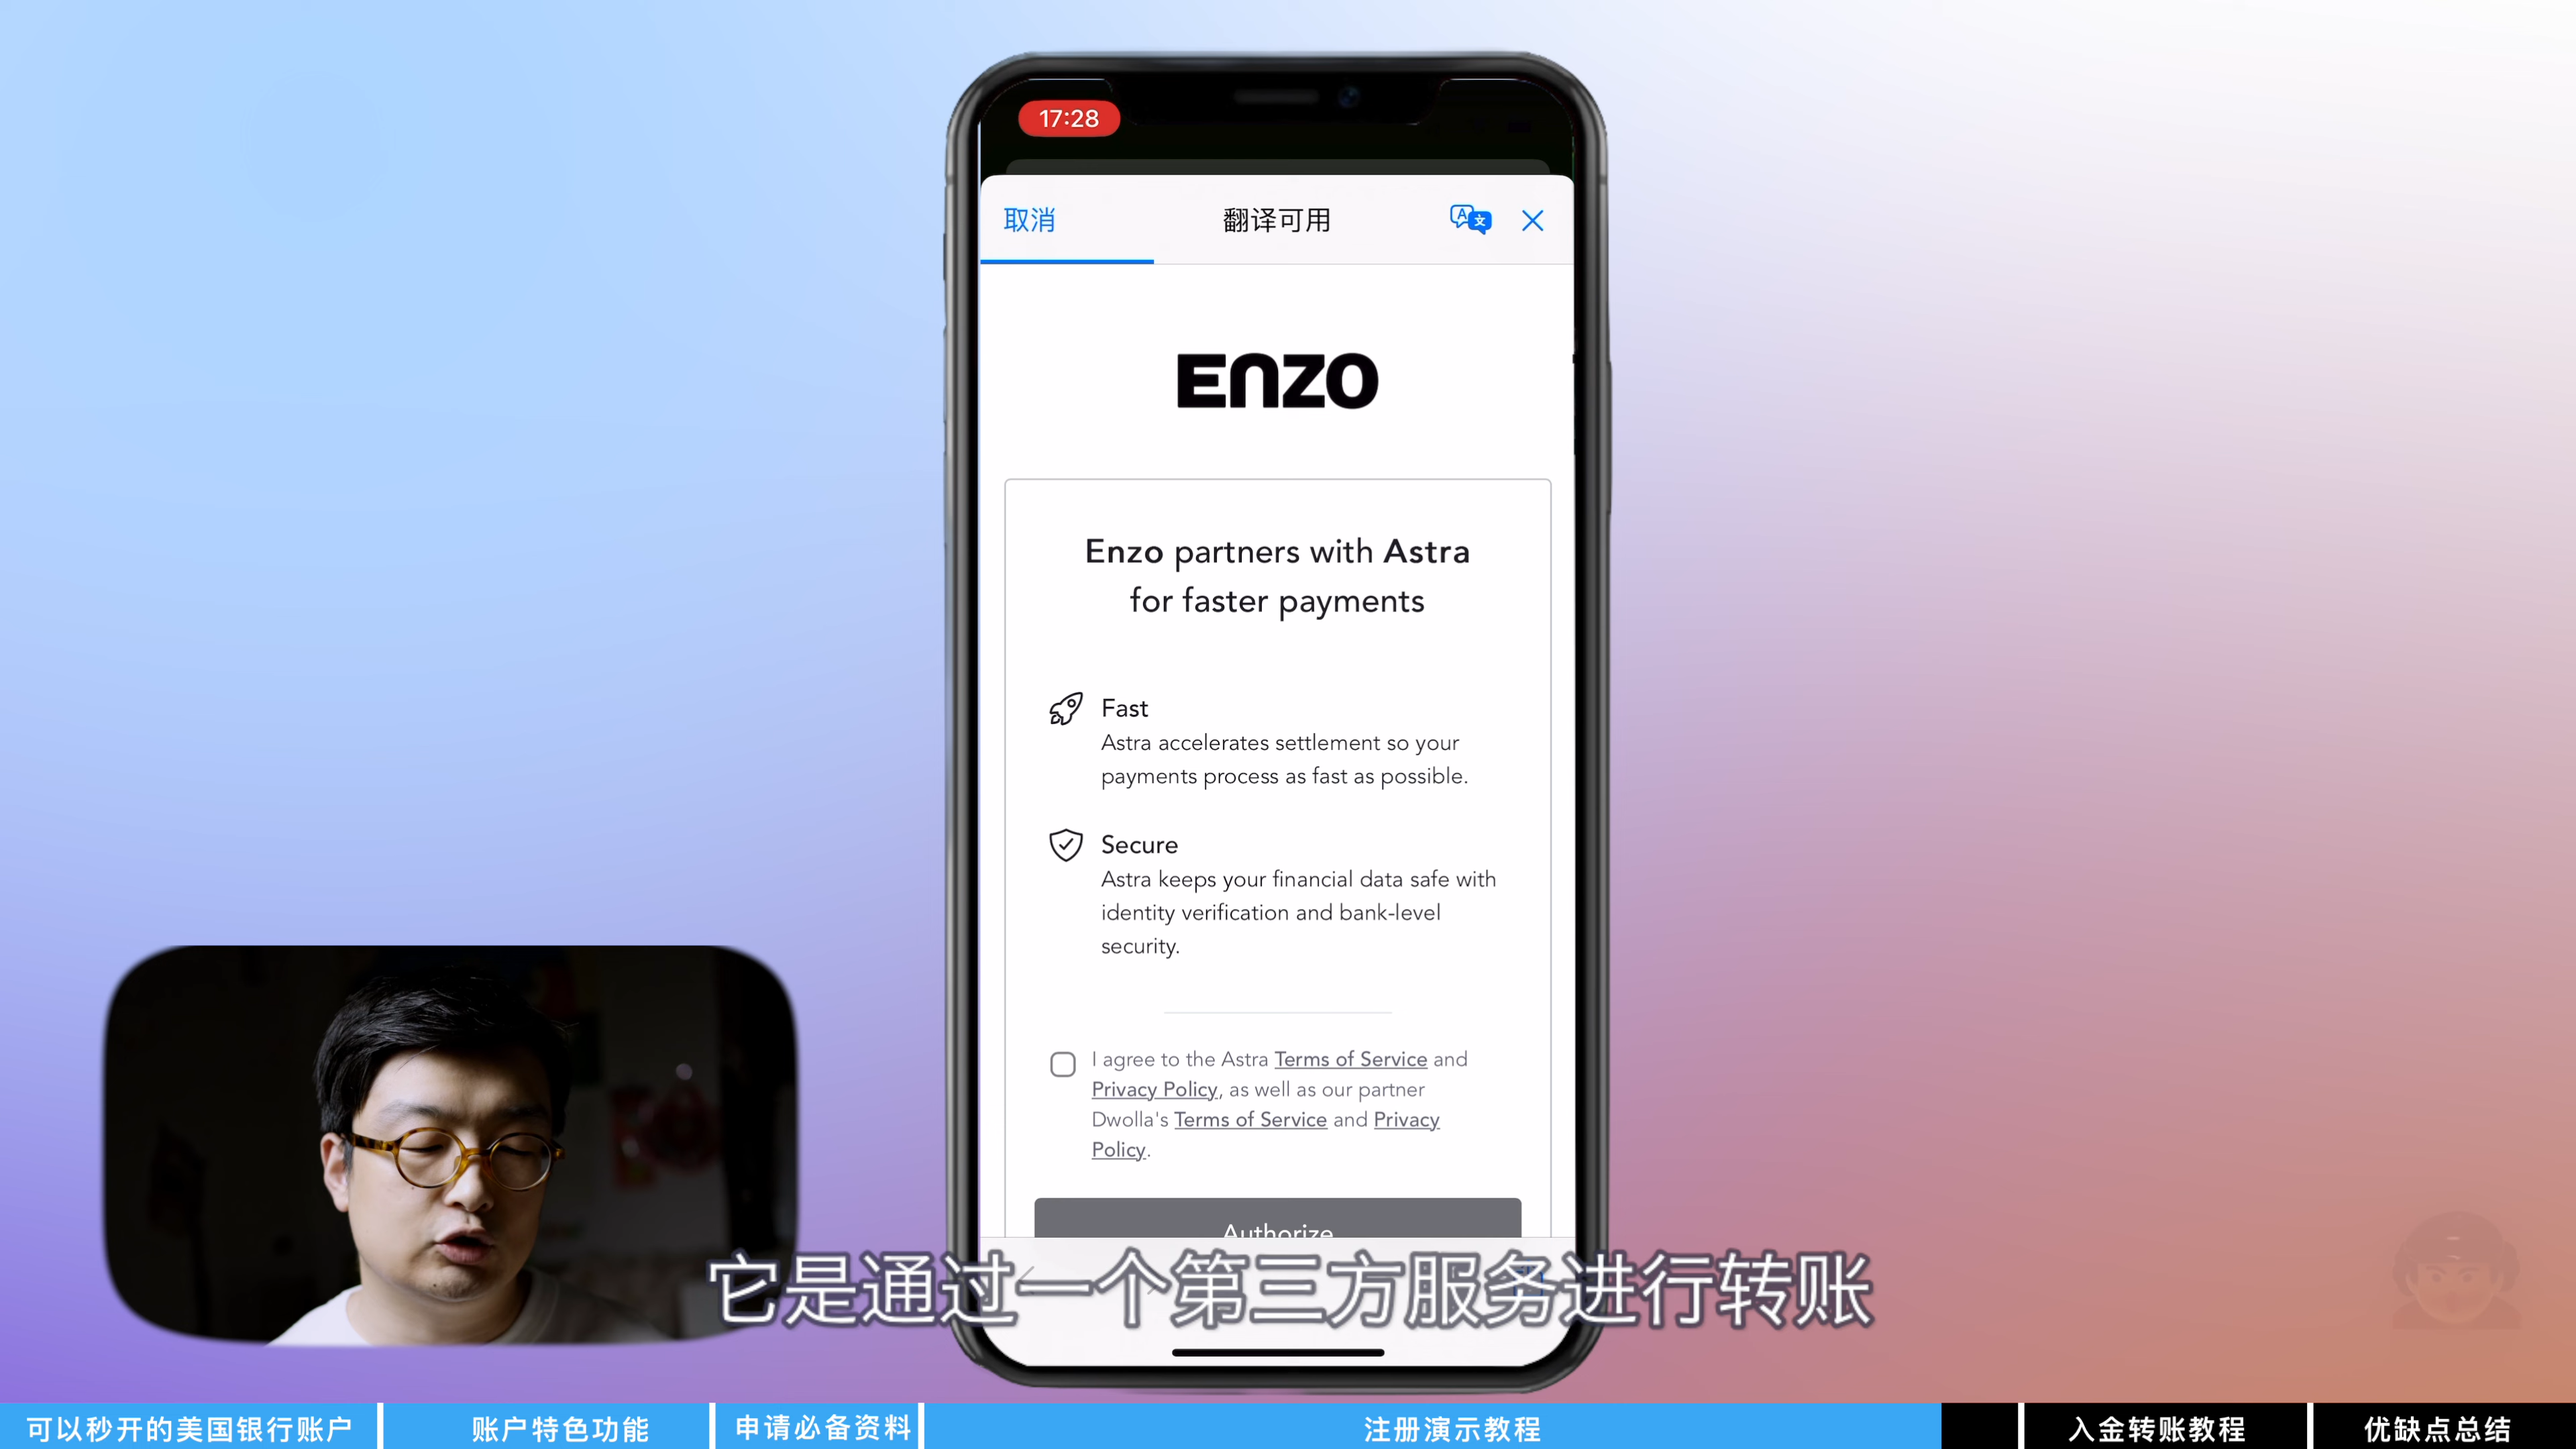 17:28
取消
翻译可用
ENZO
Enzo partners with Astra
for faster payments
Fast
Astra accelerates settlement so your
payments process as fast as possible.
Secure
Astra keeps your financial data safe with
identity verification and bank-level
security.
I agree to the Astra Terms of Service and
Privacy Policy, as well as our partner
Dwolla's Terms of Service and Privacy
Policy.
Authorize
它是通过一个第三方服务进行转账
可以秒开的美国银行账户
账户特色功能
申请必备资料
注册演示教程
入金转账教程
优缺点总结